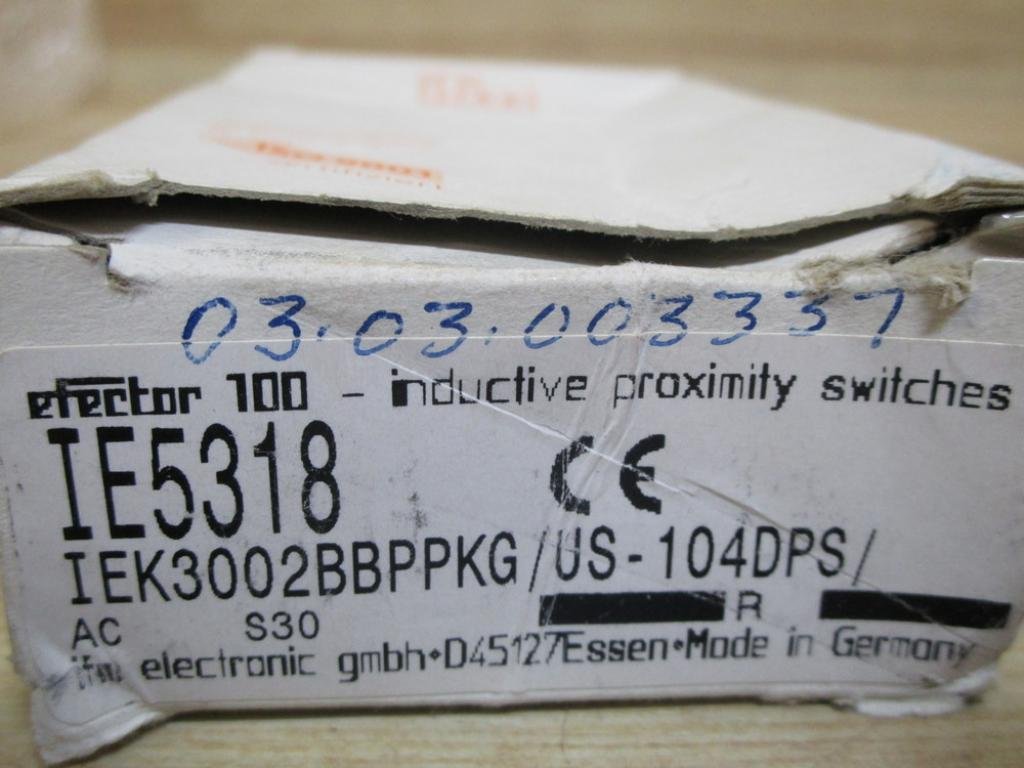 03.03.003337
efector 100 - inductive proximity switches
IE5318
CE
IEK3002BBPPKG/US-104DPS/
R
AC S30
ifm electronic gmbh•D45127Essen•Made in Germany